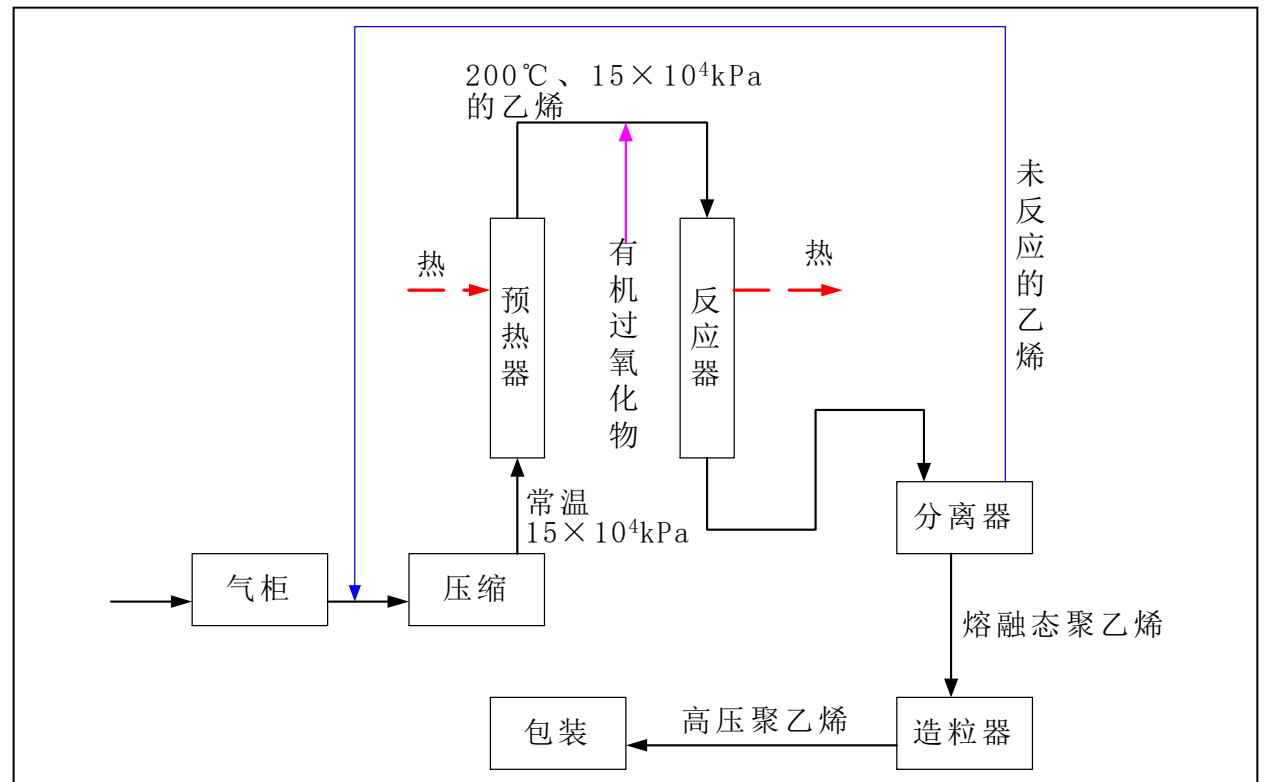 200℃、15×10⁴kPa
的乙烯
未反应的乙烯
热
预热器
有机过氧化物
反应器
热
常温
15×10⁴kPa
分离器
气柜
压缩
熔融态聚乙烯
包装
高压聚乙烯
造粒器